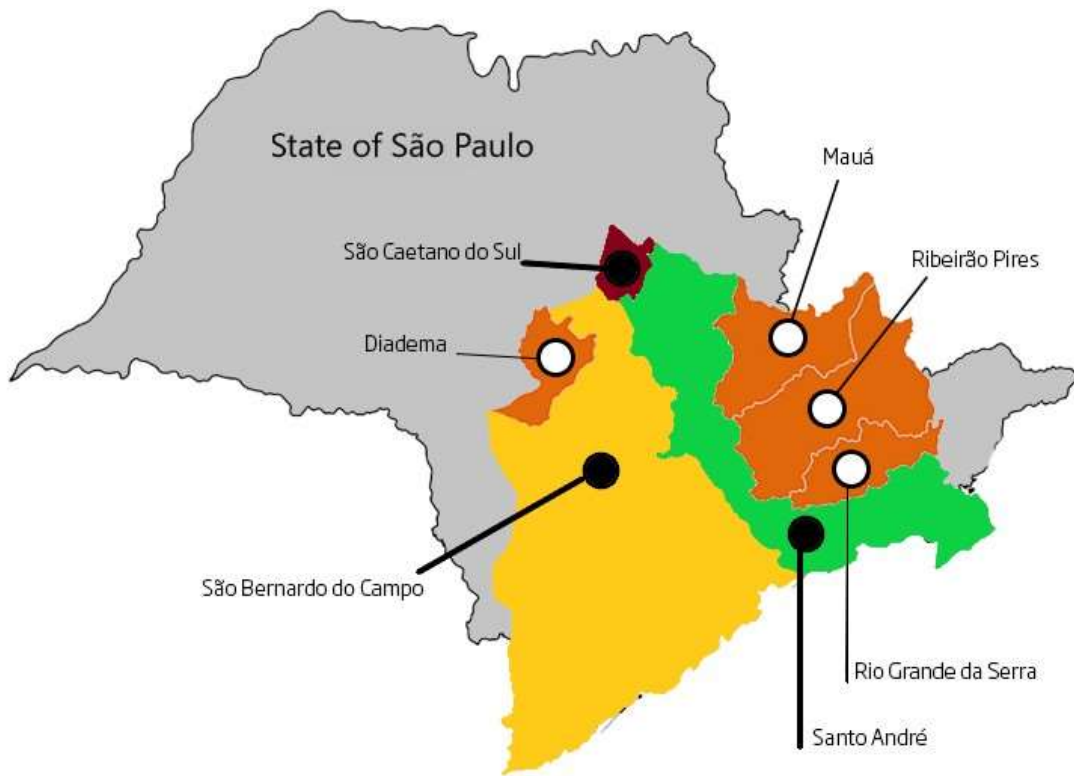 State of São Paulo
Mauá
São Caetano do Sul
Ribeirão Pires
Diadema
São Bernardo do Campo
Rio Grande da Serra
Santo André